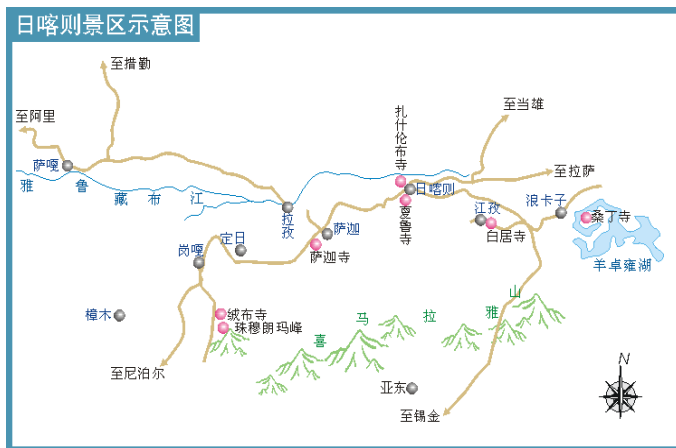 日喀则景区示意图
至措勤
至阿里
至当雄
扎什伦布寺
萨嘎
至拉萨
雅鲁藏布江
日喀则
浪卡子
拉孜
夏鲁寺
江孜
桑丁寺
萨迦
白居寺
定日
萨迦寺
岗嘎
羊卓雍湖
樟木
绒布寺
珠穆朗玛峰
喜马拉雅山
至尼泊尔
亚东
至锡金
N